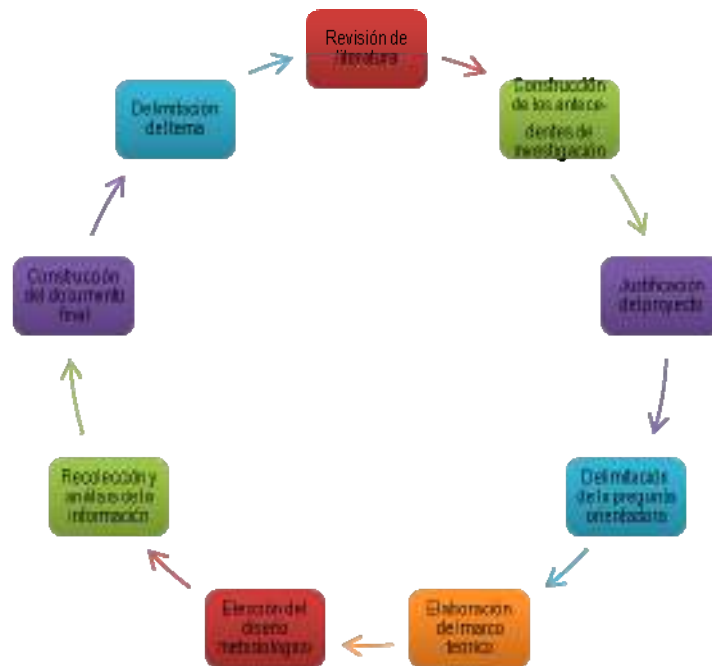 Revisión de
literatura
Construcción
de los antece-
dentes de
investigación
Justificación
del proyecto
Delimitación
de la pregunta
orientadora
Elaboración
del marco
teórico
Elección del
diseño
metodológico
Recolección y
análisis de la
información
Construcción
del documento
final
Delimitación
del tema